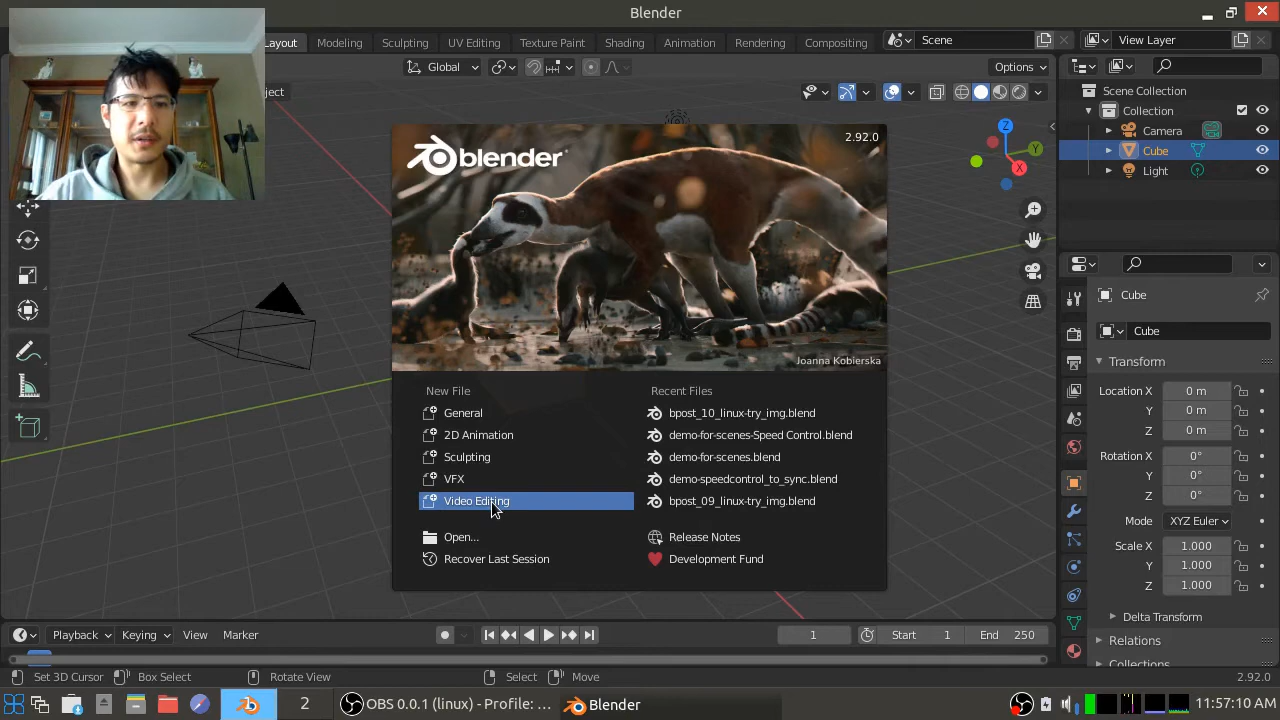 Blender
Layout
Modeling
Sculpting
UV Editing
Texture Paint
Shading
Animation
Rendering
Compositing
Scene
View Layer
Global
Options
ject
Scene Collection
Collection
Camera
Cube
Light
Z
Y
X
blender
2.92.0
Joanna Kobierska
New File
General
2D Animation
Sculpting
VFX
Video Editing
Open...
Recover Last Session
Recent Files
bpost_10_linux-try_img.blend
demo-for-scenes-Speed Control.blend
demo-for-scenes.blend
demo-speedcontrol_to_sync.blend
bpost_09_linux-try_img.blend
Release Notes
Development Fund
Cube
Cube
Transform
Location X 0 m
Y 0 m
Z 0 m
Rotation X 0°
Y 0°
Z 0°
Mode XYZ Euler
Scale X 1.000
Y 1.000
Z 1.000
Delta Transform
Relations
Collections
Playback
Keying
View
Marker
1
Start 1
End 250
Set 3D Cursor
Box Select
Rotate View
Select
Move
2.92.0
1
2
OBS 0.0.1 (linux) - Profile: ...
Blender